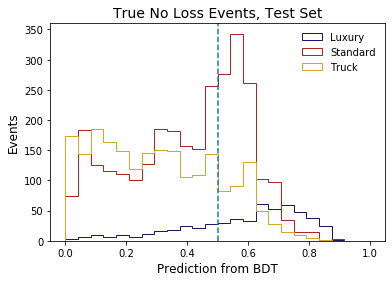 True No Loss Events, Test Set
Events
350
300
250
200
150
100
50
0
Luxury
Standard
Truck
0.0 0.2 0.4 0.6 0.8 1.0
Prediction from BDT